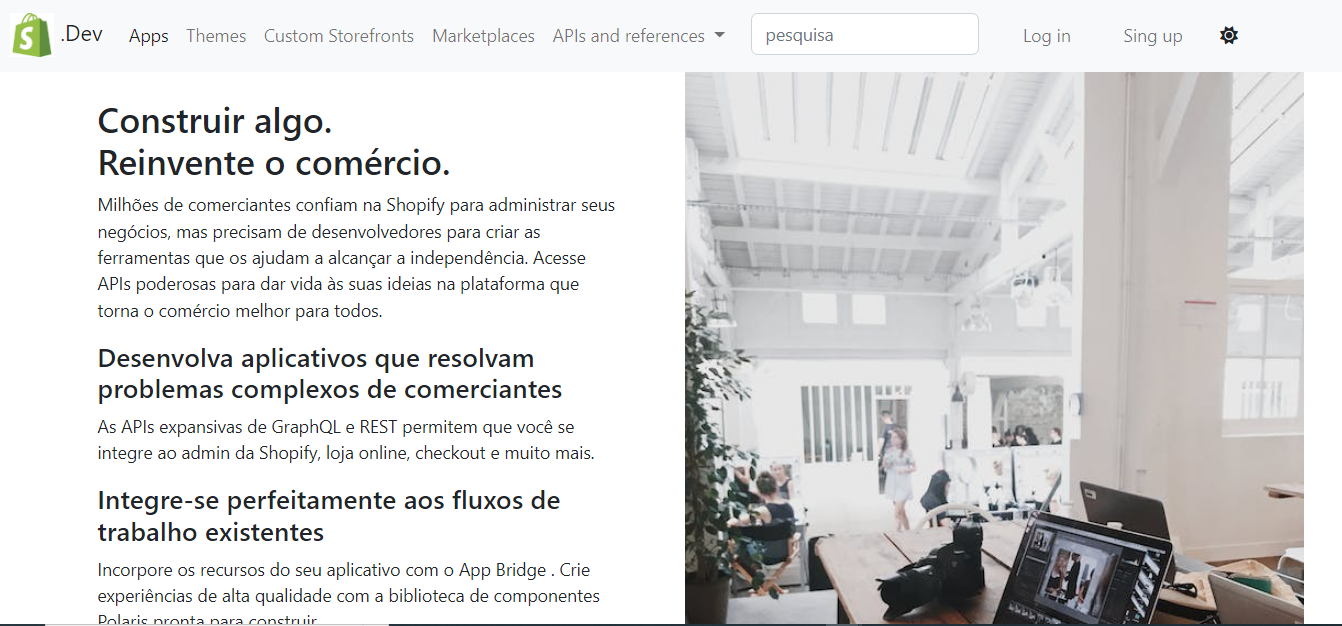 S .Dev Apps Themes Custom Storefronts Marketplaces APIs and references pesquisa Log in Sing up
Construir algo.
Reinvente o comércio.
Milhões de comerciantes confiam na Shopify para administrar seus
negócios, mas precisam de desenvolvedores para criar as
ferramentas que os ajudam a alcançar a independência. Acesse
APIs poderosas para dar vida às suas ideias na plataforma que
torna o comércio melhor para todos.
Desenvolva aplicativos que resolvam
problemas complexos de comerciantes
As APIs expansivas de GraphQL e REST permitem que você se
integre ao admin da Shopify, loja online, checkout e muito mais.
Integre-se perfeitamente aos fluxos de
trabalho existentes
Incorpore os recursos do seu aplicativo com o App Bridge . Crie
experiências de alta qualidade com a biblioteca de componentes
Polaris pronta para construir